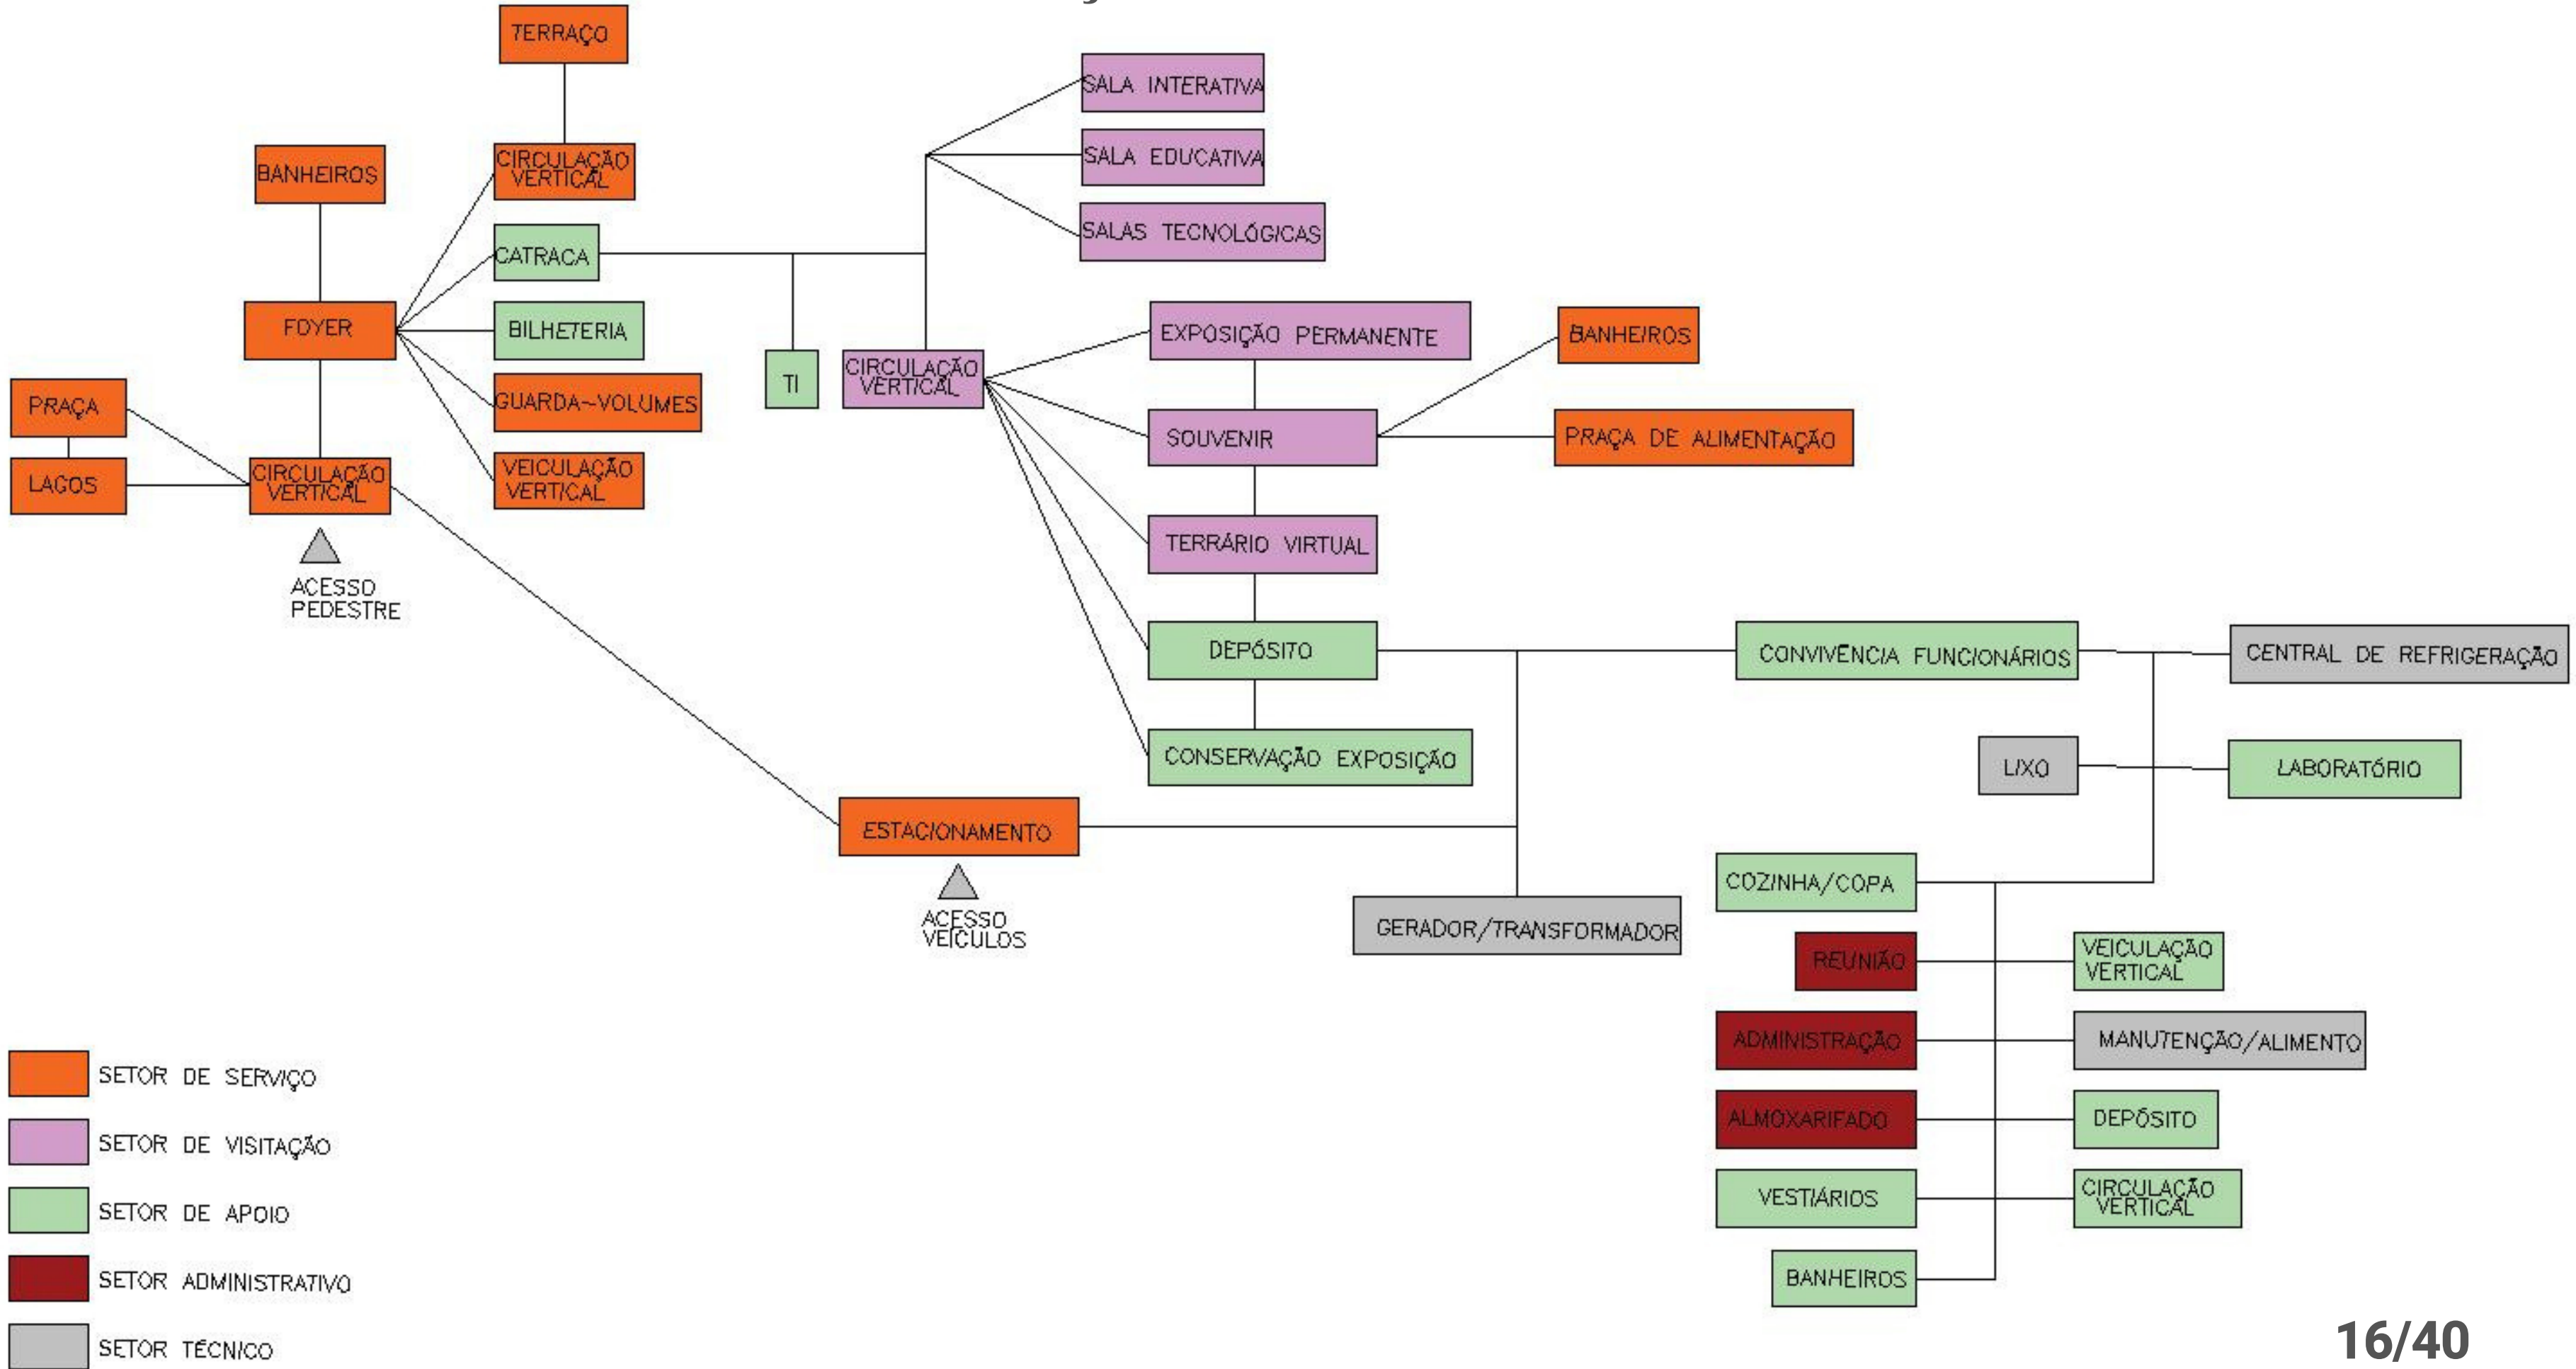 TERRAÇO
SALA INTERATIVA
BANHEIROS
CIRCULAÇÃO
VERTICAL
SALA EDUCATIVA
CATRACA
SALAS TECNOLÓGICAS
FOYER
BILHETERIA
EXPOSIÇÃO PERMANENTE
BANHEIROS
TI
CIRCULAÇÃO
VERTICAL
PRAÇA
GUARDA-VOLUMES
SOUVENIR
PRAÇA DE ALIMENTAÇÃO
LAGOS
CIRCULAÇÃO
VERTICAL
VEICULAÇÃO
VERTICAL
TERRÁRIO VIRTUAL
ACESSO
PEDESTRE
DEPÓSITO
CONVIVENCIA FUNCIONÁRIOS
CENTRAL DE REFRIGERAÇÃO
CONSERVAÇÃO EXPOSIÇÃO
LIXO
LABORATÓRIO
ESTACIONAMENTO
ACESSO
VEÍCULOS
COZINHA/COPA
GERADOR/TRANSFORMADOR
REUNIÃO
VEICULAÇÃO
VERTICAL
ADMINISTRAÇÃO
MANUTENÇÃO/ALIMENTO
ALMOXARIFADO
DEPÓSITO
VESTIÁRIOS
CIRCULAÇÃO
VERTICAL
BANHEIROS
SETOR DE SERVIÇO
SETOR DE VISITAÇÃO
SETOR DE APOIO
SETOR ADMINISTRATIVO
SETOR TÉCNICO
16/40